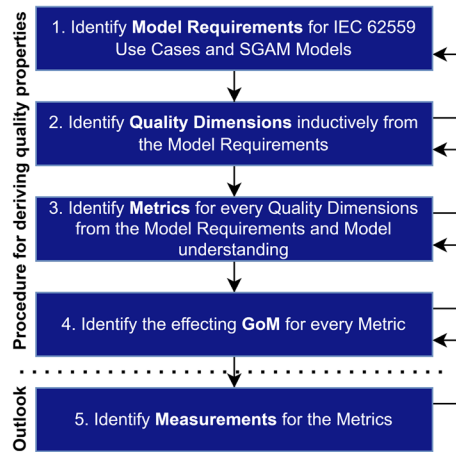 Procedure for deriving quality properties
1. Identify Model Requirements for IEC 62559
Use Cases and SGAM Models
2. Identify Quality Dimensions inductively from
the Model Requirements
3. Identify Metrics for every Quality Dimensions
from the Model Requirements and Model
understanding
4. Identify the effecting GoM for every Metric
Outlook
5. Identify Measurements for the Metrics